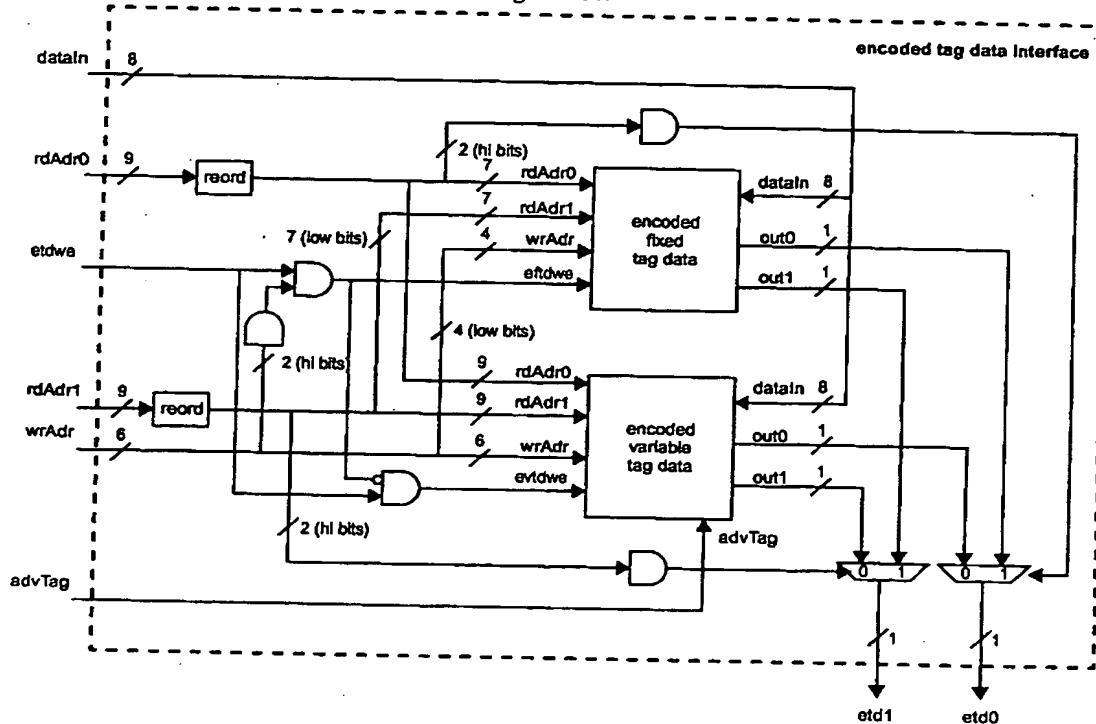 encoded tag data interface
dataIn
8
2 (hi bits)
rdAdr0
9
reord
7
rdAdr0
7
rdAdr1
7 (low bits)
4
wrAdr
etdwe
eftdwe
encoded
fixed
tag data
dataIn
8
out0
1
out1
1
4 (low bits)
2 (hi bits)
9
rdAdr0
rdAdr1
9
reord
9
rdAdr1
wrAdr
6
6
wrAdr
evtdwe
encoded
variable
tag data
dataIn
8
out0
1
out1
1
2 (hi bits)
advTag
advTag
0 1
0 1
1
1
etd1
etd0